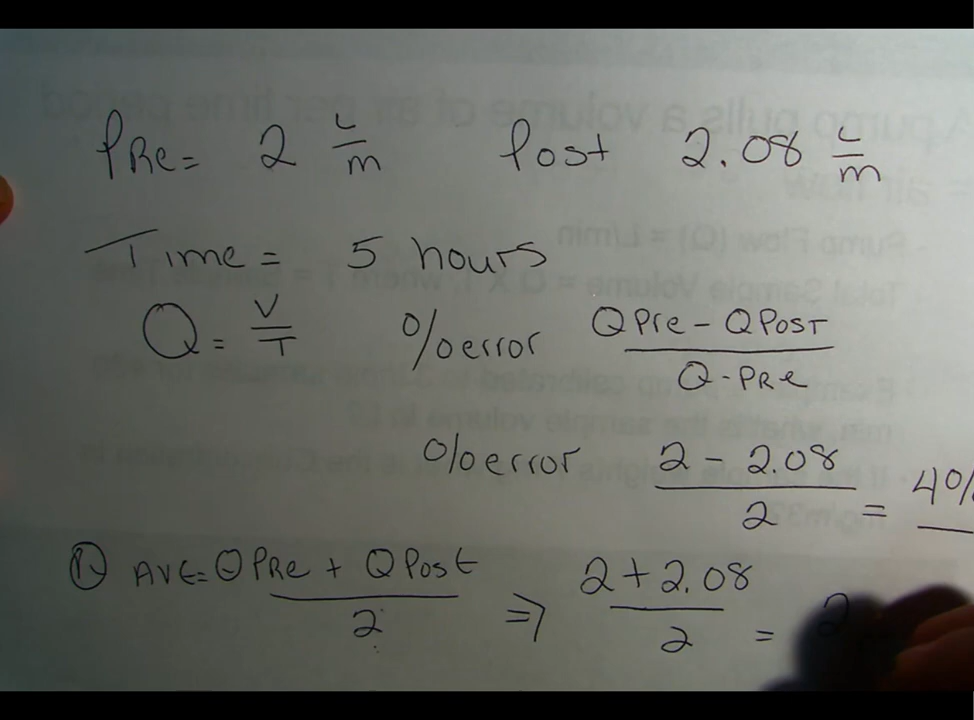 PRe= 2 L/m Post 2.08 L/m
Time = 5 hours
Q = V/T %error QPre - QPOST / Q-PRe
%error 2 - 2.08 / 2 = 4%
① AVE= QPRe + QPost / 2 ⇒ 2 + 2.08 / 2 = 2